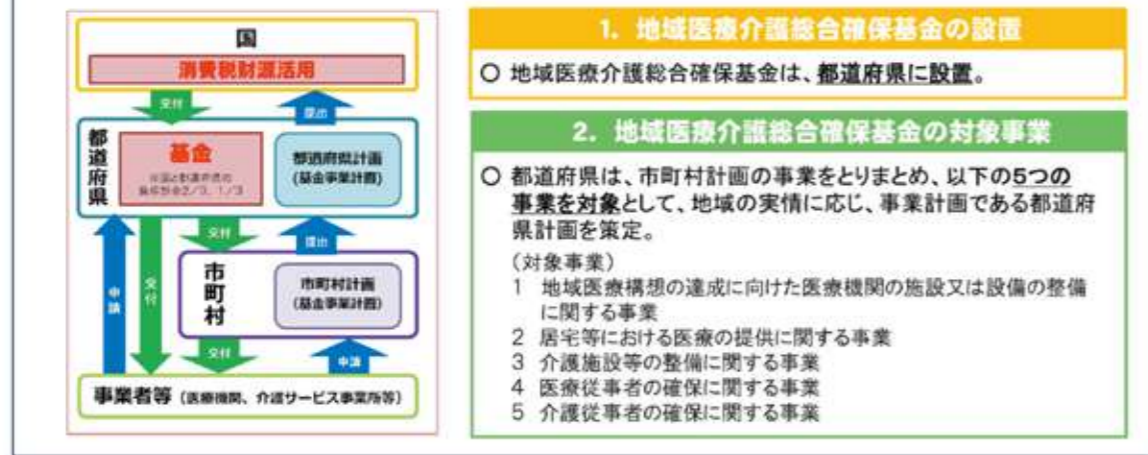 国
消費税財源活用
交付
提出
都道府県
基金
※国と都道府県の
負担割合2/3、1/3
都道府県計画
(基金事業計画)
申請
交付
交付
提出
市町村
市町村計画
(基金事業計画)
交付
申請
事業者等(医療機関、介護サービス事業所等)
1. 地域医療介護総合確保基金の設置
○ 地域医療介護総合確保基金は、都道府県に設置。
2. 地域医療介護総合確保基金の対象事業
○ 都道府県は、市町村計画の事業をとりまとめ、以下の5つの
事業を対象として、地域の実情に応じ、事業計画である都道府
県計画を策定。
(対象事業)
1 地域医療構想の達成に向けた医療機関の施設又は設備の整備
に関する事業
2 居宅等における医療の提供に関する事業
3 介護施設等の整備に関する事業
4 医療従事者の確保に関する事業
5 介護従事者の確保に関する事業